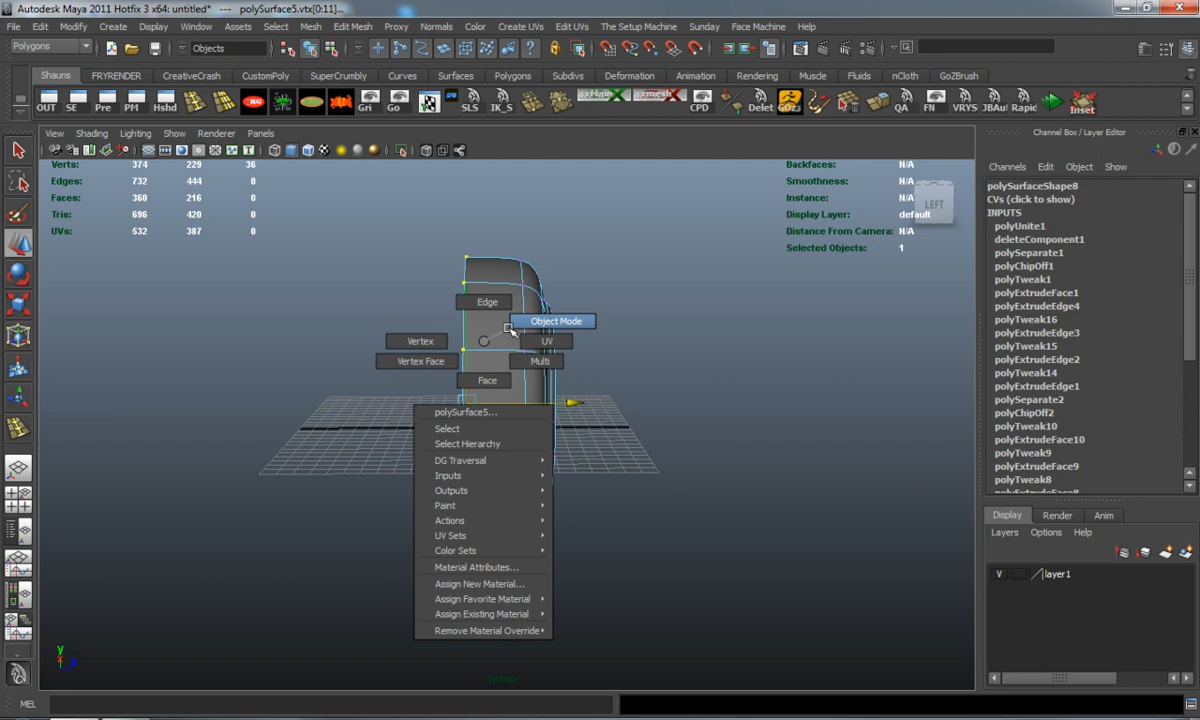 Autodesk Maya 2011 Hotfix 3 x64: untitled* --- polySurface5.vtx[0:11]...
File Edit Modify Create Display Window Assets Select Mesh Edit Mesh Proxy Normals Color Create UVs Edit UVs The Setup Machine Sunday Face Machine Help
Polygons Objects
Shauns FRYRENDER CreativeCrash CustomPoly SuperCrumbly Curves Surfaces Polygons Subdivs Deformation Animation Rendering Muscle Fluids nCloth GoZBrush
OUT SE Pre PM Hshd Gri Go SLS IK_S CPD Delet GOZ QA FN VRYS JBAu Rapic Inset
View Shading Lighting Show Renderer Panels
Channel Box / Layer Editor
Channels Edit Object Show
Verts: 374 229 36
Edges: 732 444 0
Faces: 360 216 0
Tris: 696 420 0
UVs: 532 387 0
Backfaces: N/A
Smoothness: N/A
Instance: N/A
Display Layer: default
Distance From Camera: N/A
Selected Objects: 1
LEFT
polySurfaceShape8
CVs (click to show)
INPUTS
polyUnite1
deleteComponent1
polySeparate1
polyChipOff1
polyTweak1
polyExtrudeFace4
polyTweak16
polyExtrudeEdge3
polyTweak15
polyExtrudeEdge2
polyTweak14
polyExtrudeEdge1
polySeparate2
polyChipOff2
polyTweak10
polyExtrudeFace10
polyTweak9
polyExtrudeFace9
polyTweak8
polyExtrudeFace8
Edge
Object Mode
Vertex UV
Vertex Face Multi
Face
polySurface5...
Select
Select Hierarchy
DG Traversal
Inputs
Outputs
Paint
Actions
UV Sets
Color Sets
Material Attributes...
Assign New Material...
Assign Favorite Material
Assign Existing Material
Remove Material Override
Display Render Anim
Layers Options Help
V layer1
y
z
persp
MEL